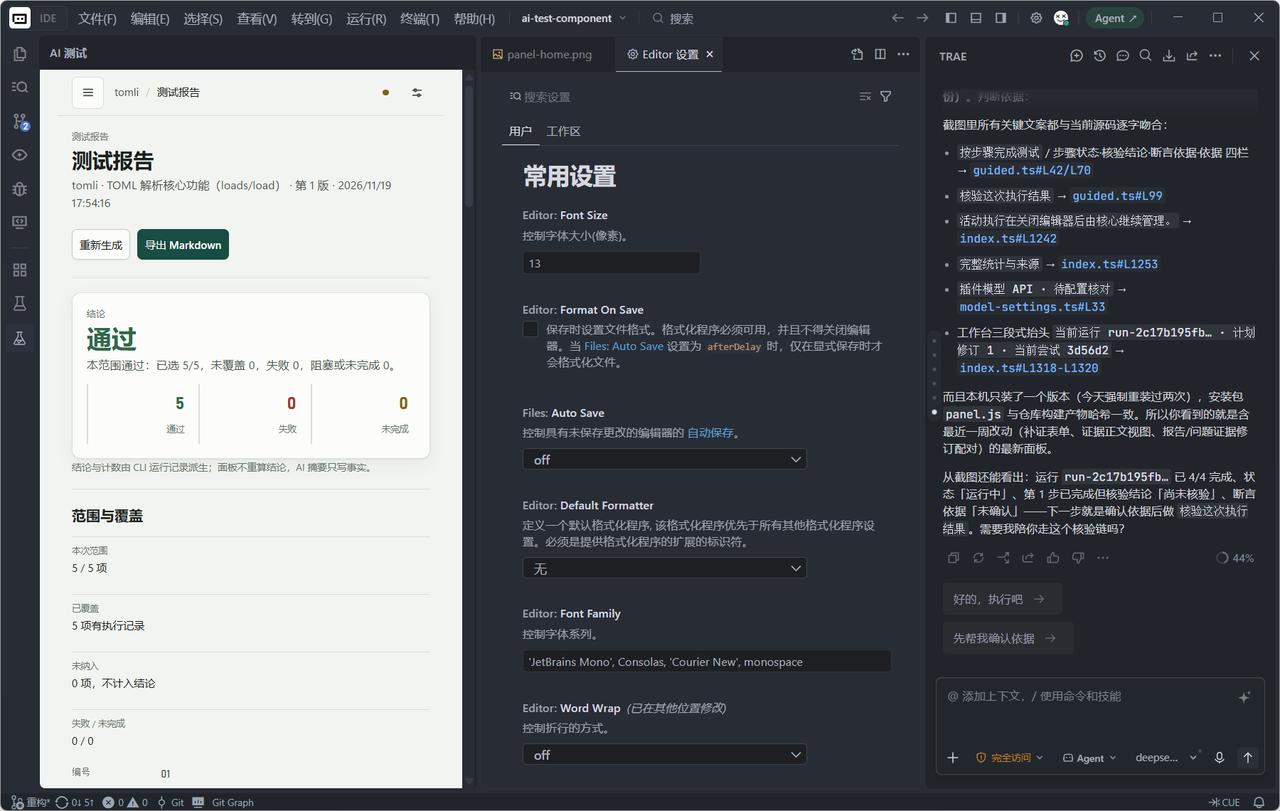 IDE
文件(F)
编辑(E)
选择(S)
查看(V)
转到(G)
运行(R)
终端(T)
帮助(H)
ai-test-component
搜索
Agent
AI 测试
tomli / 测试报告
测试报告
测试报告
tomli · TOML 解析核心功能（loads/load） · 第 1 版 · 2026/11/19
17:54:16
重新生成
导出 Markdown
结论
通过
本范围通过：已选 5/5，未覆盖 0，失败 0，阻塞或未完成 0。
5
0
0
通过
失败
未完成
结论与计数由 CLI 运行记录派生；面板不重算结论，AI 摘要只写事实。
范围与覆盖
本次范围
5 / 5 项
已覆盖
5 项有执行记录
未纳入
0 项，不计入结论
失败 / 未完成
0 / 0
编号
01
panel-home.png
Editor 设置
搜索设置
用户
工作区
常用设置
Editor: Font Size
控制字体大小(像素)。
13
Editor: Format On Save
保存时设置文件格式。格式化程序必须可用，并且不得关闭编辑
器。当 Files: Auto Save 设置为 afterDelay 时，仅在显式保存时才
会格式化文件。
Files: Auto Save
控制具有未保存更改的编辑器的 自动保存。
off
Editor: Default Formatter
定义一个默认格式化程序, 该格式化程序优先于所有其他格式化程序设
置。必须是提供格式化程序的扩展的标识符。
无
Editor: Font Family
控制字体系列。
'JetBrains Mono', Consolas, 'Courier New', monospace
Editor: Word Wrap (已在其他位置修改)
控制折行的方式。
off
TRAE
份）。判断依据：
截图里所有关键文案都与当前源码逐字吻合：
按步骤完成测试 / 步骤状态·核验结论·断言依据·依据 四栏
→ guided.ts#L42/L70
核验这次执行结果 → guided.ts#L99
活动执行在关闭编辑器后由核心继续管理。 →
index.ts#L1242
完整统计与来源 → index.ts#L1253
插件模型 API · 待配置核对 →
model-settings.ts#L33
工作台三段式抬头 当前运行 run-2c17b195fb… · 计划
修订 1 · 当前尝试 3d56d2 →
index.ts#L1318-L1320
而且本机只装了一个版本（今天强制重装过两次），安装包
panel.js 与仓库构建产物哈希一致。所以你看到的就是含
最近一周改动（补证表单、证据正文视图、报告/问题证据修
订配对）的最新面板。
从截图还能看出：运行 run-2c17b195fb… 已 4/4 完成、状
态「运行中」、第 1 步已完成但核验结论「尚未核验」、断言
依据「未确认」——下一步就是确认依据后做 核验这次执行
结果 。需要我陪你走这个核验链吗？
44%
好的，执行吧 →
先帮我确认依据 →
@ 添加上下文，/ 使用命令和技能
完全访问
Agent
deepse...
2
重构*
0↓ 5↑
0
0
Git
Git Graph
CUE